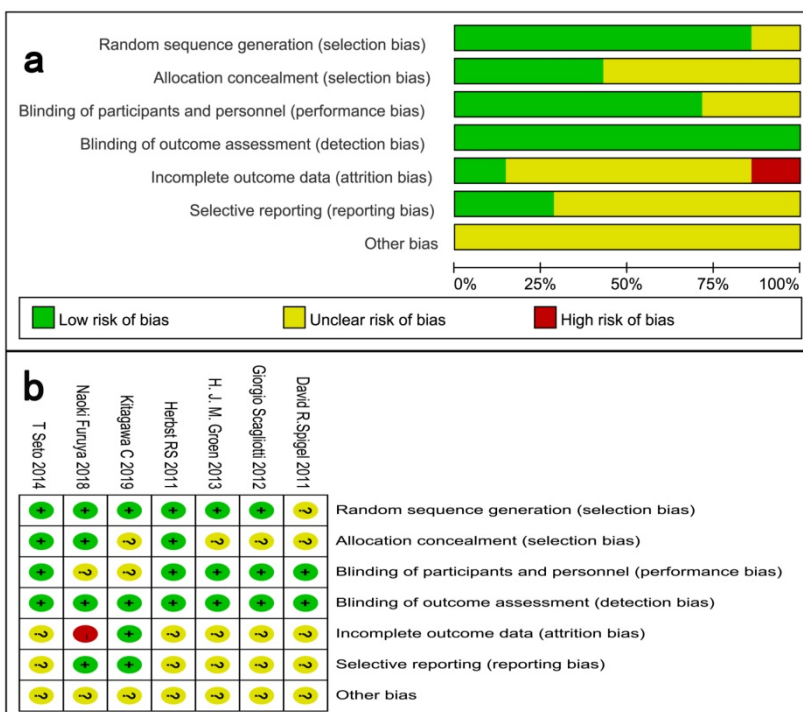 a
Random sequence generation (selection bias)
Allocation concealment (selection bias)
Blinding of participants and personnel (performance bias)
Blinding of outcome assessment (detection bias)
Incomplete outcome data (attrition bias)
Selective reporting (reporting bias)
Other bias
0% 25% 50% 75% 100%
Low risk of bias Unclear risk of bias High risk of bias
b
T Seto 2014
Naoki Furuya 2018
Kitagawa C 2019
Herbst RS 2011
H. J. M. Groen 2013
Giorgio Scagliotti 2012
David R.Spigel 2011
+ + + + + + ? Random sequence generation (selection bias)
+ + ? + ? ? ? Allocation concealment (selection bias)
+ ? ? + + + + Blinding of participants and personnel (performance bias)
+ + + + + + + Blinding of outcome assessment (detection bias)
? - + ? ? ? ? Incomplete outcome data (attrition bias)
? + + ? ? ? ? Selective reporting (reporting bias)
? ? ? ? ? ? ? Other bias